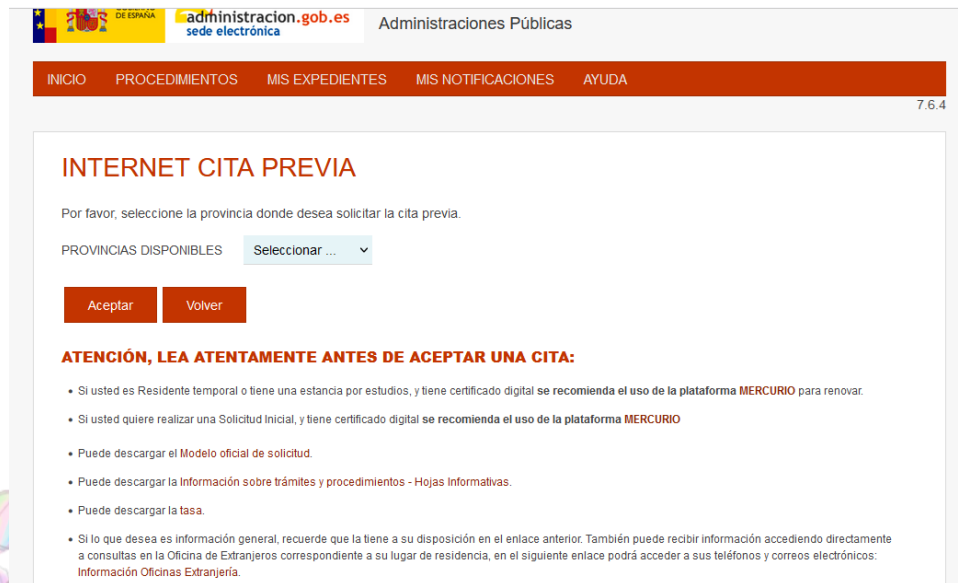 DE ESPAÑA
administracion.gob.es
sede electrónica
Administraciones Públicas
INICIO PROCEDIMIENTOS MIS EXPEDIENTES MIS NOTIFICACIONES AYUDA
7.6.4
INTERNET CITA PREVIA
Por favor, seleccione la provincia donde desea solicitar la cita previa.
PROVINCIAS DISPONIBLES Seleccionar ...
Aceptar Volver
ATENCIÓN, LEA ATENTAMENTE ANTES DE ACEPTAR UNA CITA:
• Si usted es Residente temporal o tiene una estancia por estudios, y tiene certificado digital se recomienda el uso de la plataforma MERCURIO para renovar.
• Si usted quiere realizar una Solicitud Inicial, y tiene certificado digital se recomienda el uso de la plataforma MERCURIO
• Puede descargar el Modelo oficial de solicitud.
• Puede descargar la Información sobre trámites y procedimientos - Hojas Informativas.
• Puede descargar la tasa.
• Si lo que desea es información general, recuerde que la tiene a su disposición en el enlace anterior. También puede recibir información accediendo directamente
a consultas en la Oficina de Extranjeros correspondiente a su lugar de residencia, en el siguiente enlace podrá acceder a sus teléfonos y correos electrónicos:
Información Oficinas Extranjería.